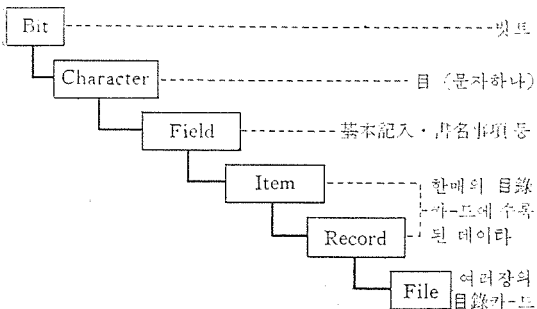 Bit 빗트
Character 目 (문자하나)
Field 基本記入·書名事項 등
Item 한매의 目錄
카-드에 수록
Record 된 데이타
여러장의
File 目錄카-드